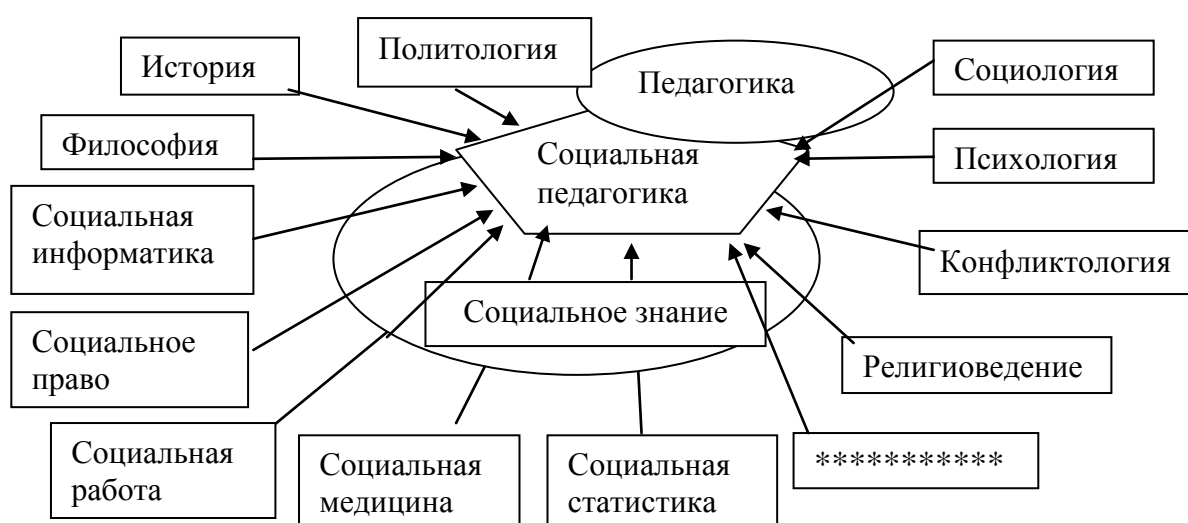 Политология
История
Педагогика
Социология
Философия
Социальная
педагогика
Психология
Социальная
информатика
Конфликтология
Социальное знание
Социальное
право
Религиоведение
Социальная
работа
Социальная
медицина
Социальная
статистика
***********